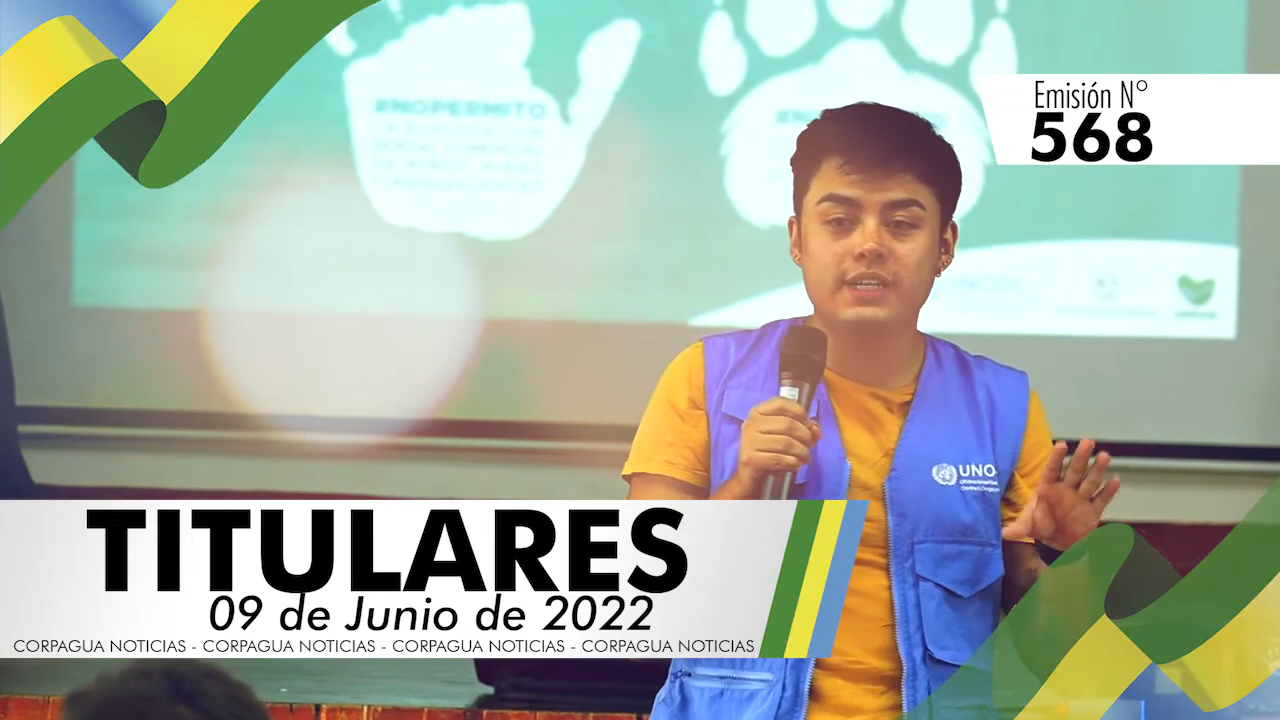 #NOPERMITO
Emisión N°
568
UNO
TITULARES
09 de Junio de 2022
CORPAGUA NOTICIAS - CORPAGUA NOTICIAS - CORPAGUA NOTICIAS - CORPAGUA NOTICIAS